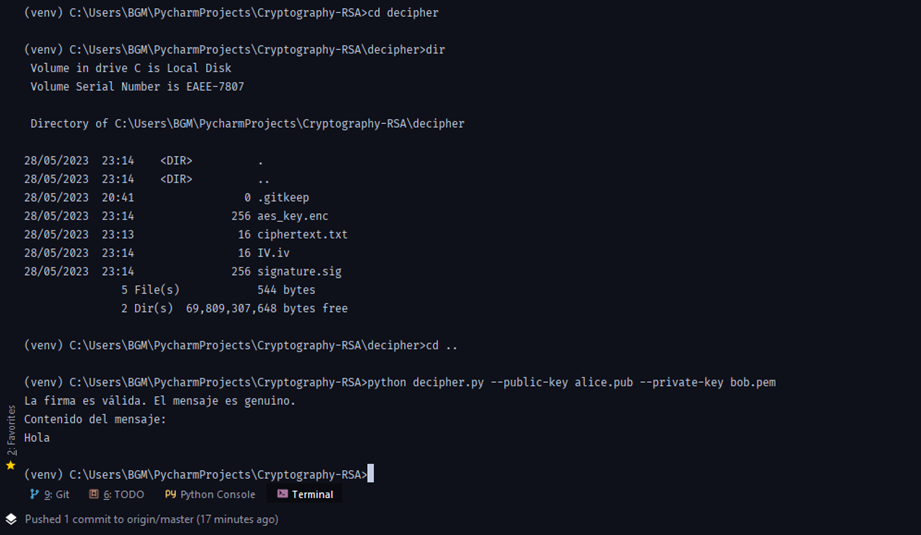 (venv) C:\Users\BGM\PycharmProjects\Cryptography-RSA>cd decipher
(venv) C:\Users\BGM\PycharmProjects\Cryptography-RSA\decipher>dir
Volume in drive C is Local Disk
Volume Serial Number is EAEE-7807
Directory of C:\Users\BGM\PycharmProjects\Cryptography-RSA\decipher
28/05/2023  23:14    <DIR>          .
28/05/2023  23:14    <DIR>          ..
28/05/2023  20:41                 0 .gitkeep
28/05/2023  23:14               256 aes_key.enc
28/05/2023  23:13                16 ciphertext.txt
28/05/2023  23:14                16 IV.iv
28/05/2023  23:14               256 signature.sig
5 File(s)            544 bytes
2 Dir(s)  69,809,307,648 bytes free
(venv) C:\Users\BGM\PycharmProjects\Cryptography-RSA\decipher>cd ..
(venv) C:\Users\BGM\PycharmProjects\Cryptography-RSA>python decipher.py --public-key alice.pub --private-key bob.pem
La firma es válida. El mensaje es genuino.
Contenido del mensaje:
Hola
(venv) C:\Users\BGM\PycharmProjects\Cryptography-RSA>
2: Favorites
9: Git 6: TODO Python Console Terminal
Pushed 1 commit to origin/master (17 minutes ago)